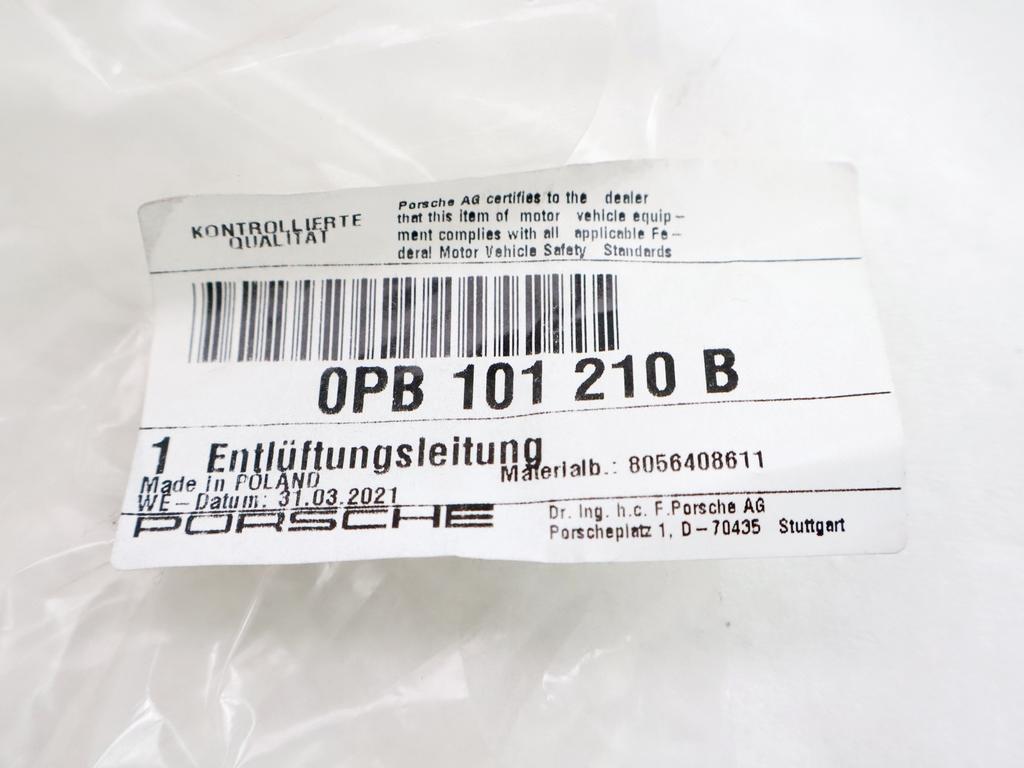 KONTROLLIERTE
QUALITÄT
Porsche AG certifies to the dealer
that this item of motor vehicle equip-
ment complies with all applicable Fe-
deral Motor Vehicle Safety Standards
0PB 101 210 B
1 Entlüftungsleitung
Materialb.: 8056408611
Made in POLAND
WE-Datum: 31.03.2021
PORSCHE
Dr. Ing. h.c. F.Porsche AG
Porscheplatz 1, D-70435 Stuttgart